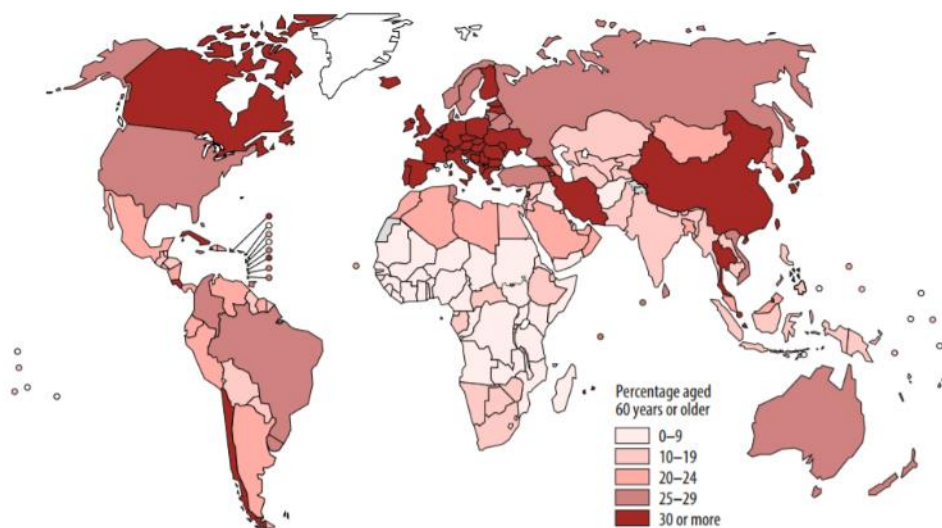 Percentage aged
60 years or older
0–9
10–19
20–24
25–29
30 or more